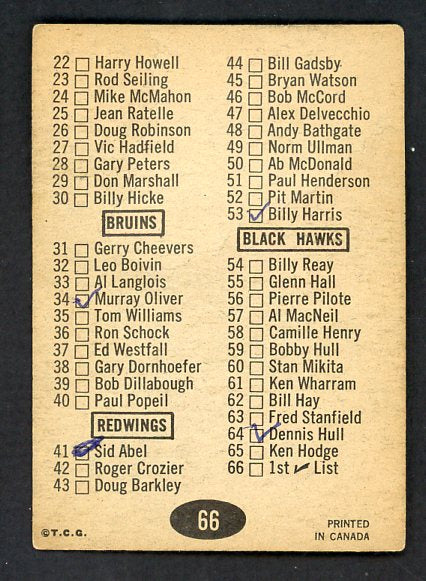 22 Harry Howell
23 Rod Seiling
24 Mike McMahon
25 Jean Ratelle
26 Doug Robinson
27 Vic Hadfield
28 Gary Peters
29 Don Marshall
30 Billy Hicke
BRUINS
31 Gerry Cheevers
32 Leo Boivin
33 Al Langlois
34 Murray Oliver
35 Tom Williams
36 Ron Schock
37 Ed Westfall
38 Gary Dornhoefer
39 Bob Dillabough
40 Paul Popeil
REDWINGS
41 Sid Abel
42 Roger Crozier
43 Doug Barkley
44 Bill Gadsby
45 Bryan Watson
46 Bob McCord
47 Alex Delvecchio
48 Andy Bathgate
49 Norm Ullman
50 Ab McDonald
51 Paul Henderson
52 Pit Martin
53 Billy Harris
BLACK HAWKS
54 Billy Reay
55 Glenn Hall
56 Pierre Pilote
57 Al MacNeil
58 Camille Henry
59 Bobby Hull
60 Stan Mikita
61 Ken Wharram
62 Bill Hay
63 Fred Stanfield
64 Dennis Hull
65 Ken Hodge
66 1st ✔ List
66
©T.C.G.
PRINTED
IN CANADA